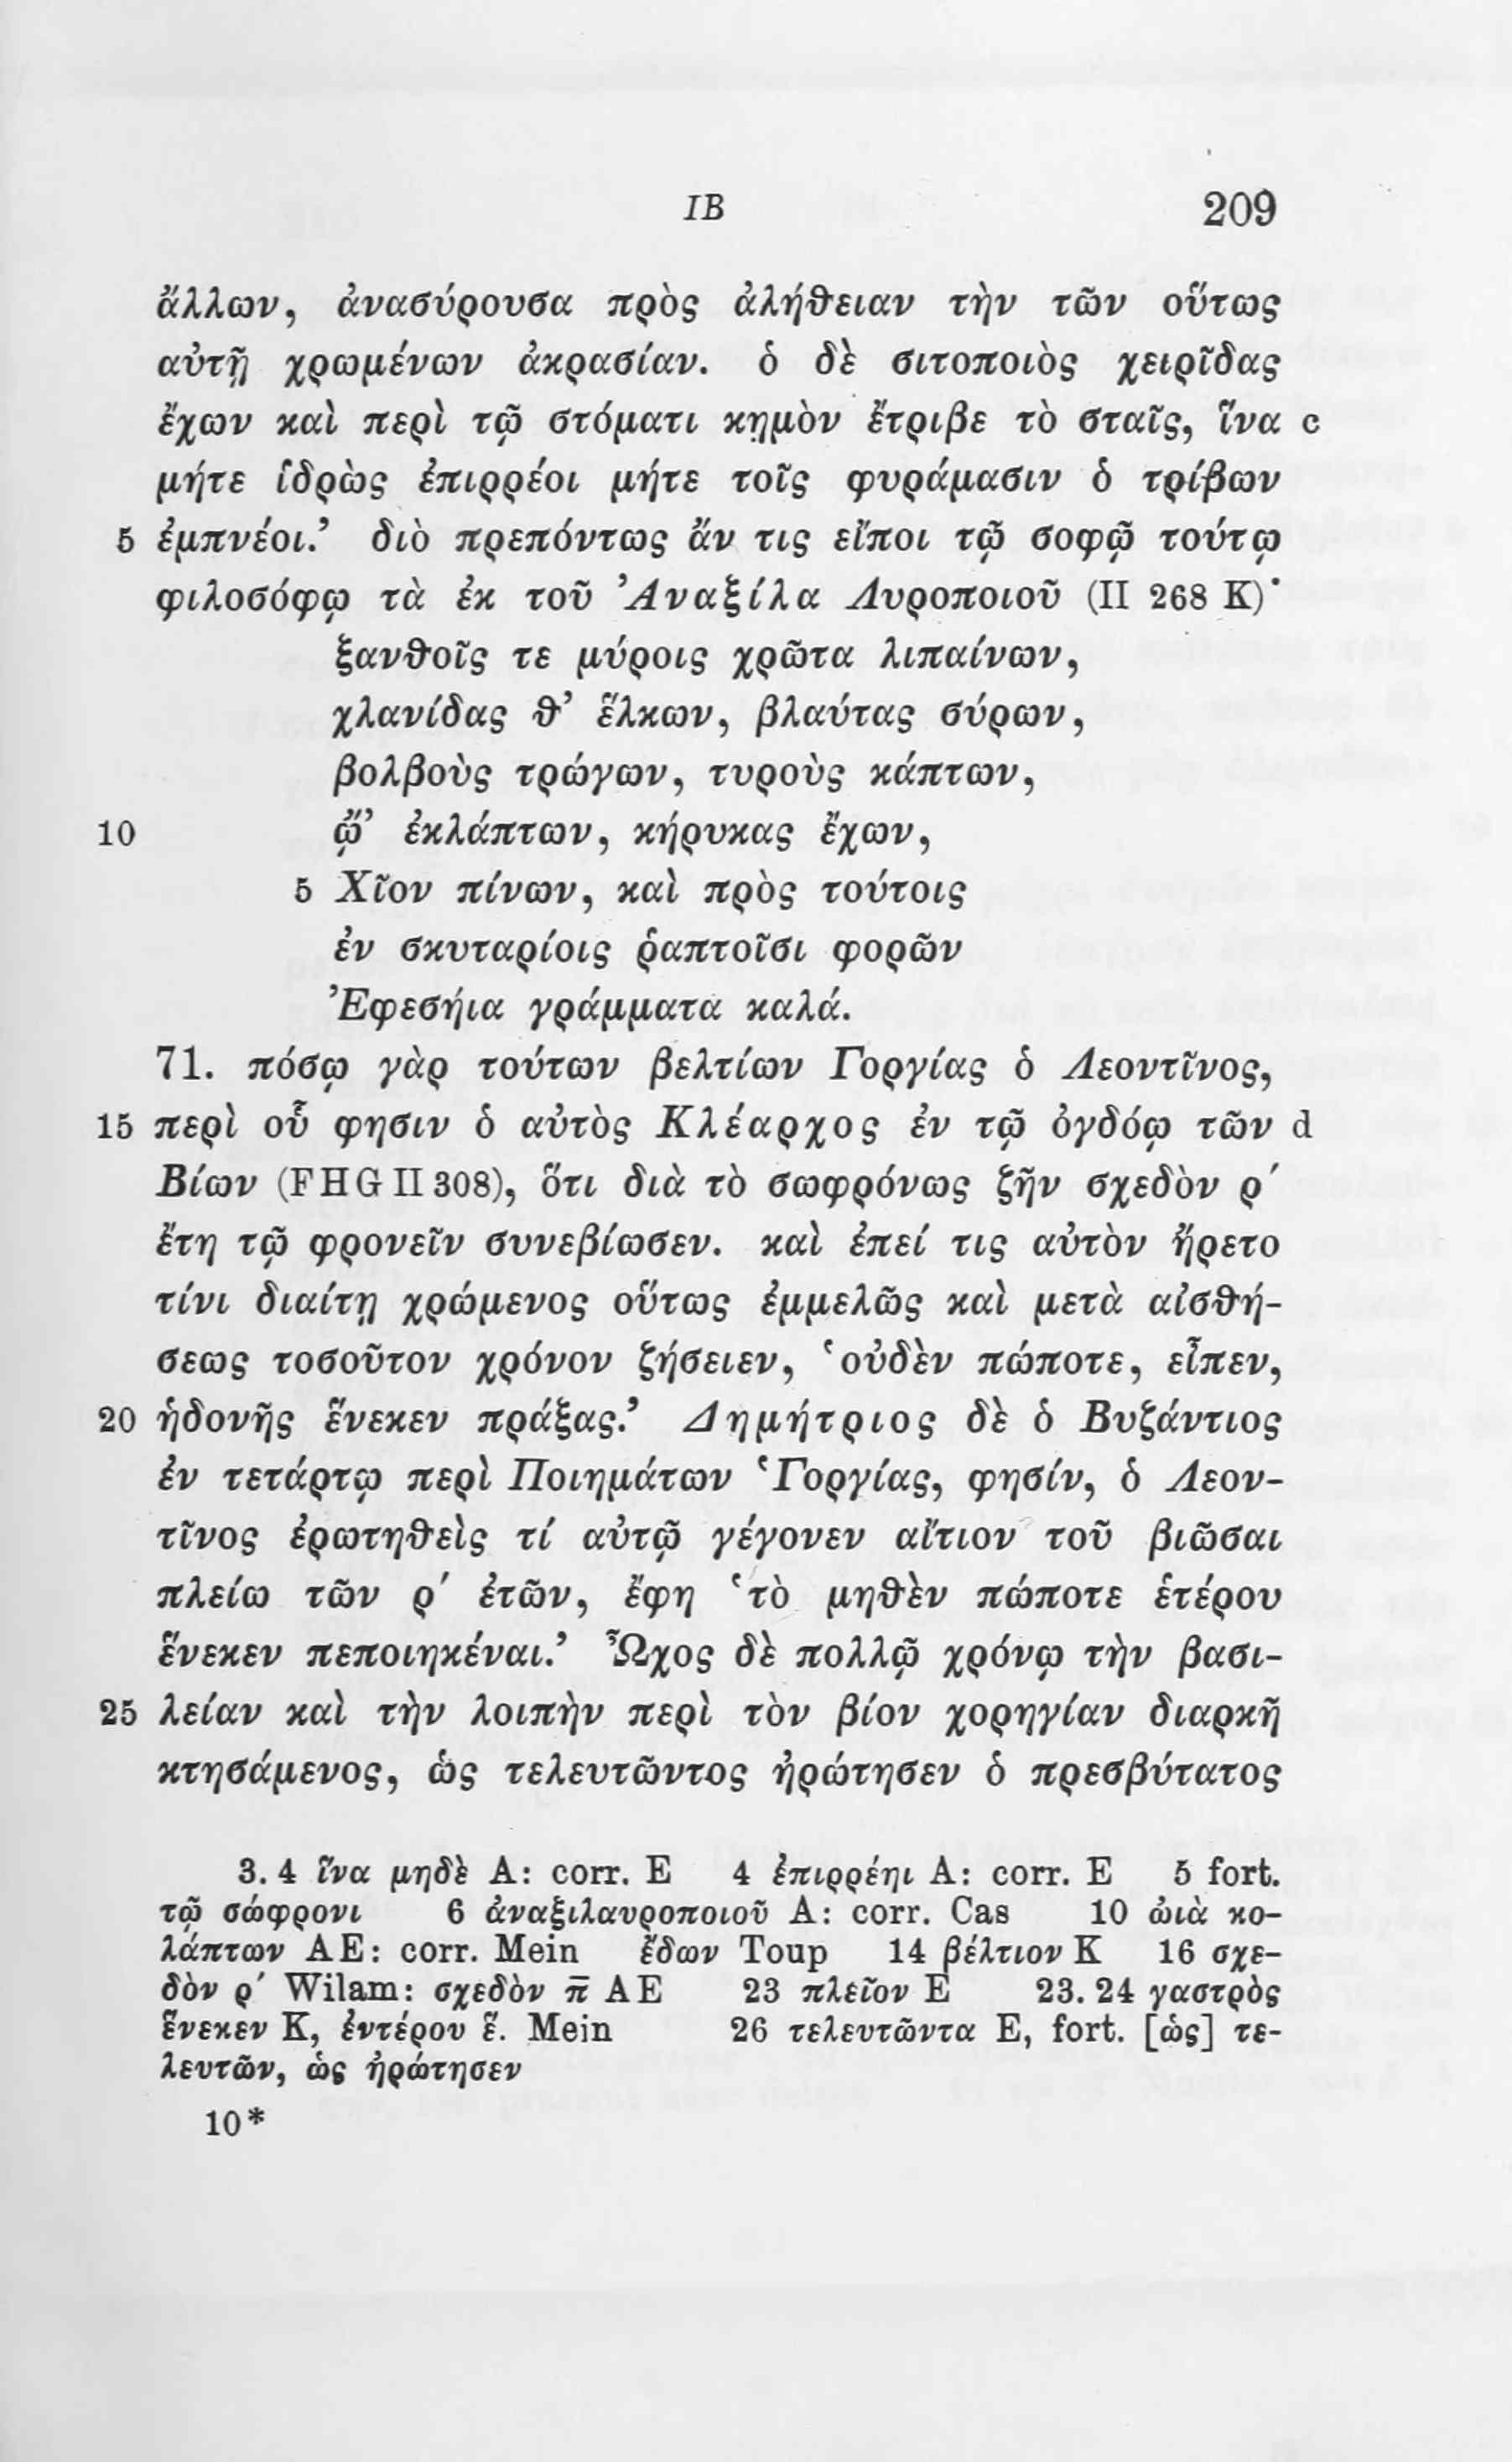 IB 209
ἄλλων, ἀνασύρουσα πρὸς ἀλήθειαν τὴν τῶν οὕτως
αὐτῇ χρωμένων ἀκρασίαν. ὁ δὲ σιτοποιὸς χειρῖδας
ἔχων καὶ περὶ τῷ στόματι κημὸν ἔτριβε τὸ σταῖς, ἵνα c
μήτε ἱδρὼς ἐπιρρέοι μήτε τοῖς φυράμασιν ὁ τρίβων
5 ἐμπνέοι.’ διὸ πρεπόντως ἄν τις εἴποι τῷ σοφῷ τούτῳ
φιλοσόφῳ τὰ ἐκ τοῦ Ἀναξίλα Λυροποιοῦ (II 268 K)·
ξανθοῖς τε μύροις χρῶτα λιπαίνων,
χλανίδας θ’ ἕλκων, βλαύτας σύρων,
βολβοὺς τρώγων, τυροὺς κάπτων,
10 ᾤ’ ἐκλάπτων, κήρυκας ἔχων,
5 Χῖον πίνων, καὶ πρὸς τούτοις
ἐν σκυταρίοις ῥαπτοῖσι φορῶν
Ἐφεσήια γράμματα καλά.
71. πόσῳ γὰρ τούτων βελτίων Γοργίας ὁ Λεοντῖνος,
15 περὶ οὗ φησιν ὁ αὐτὸς Κλέαρχος ἐν τῷ ὀγδόῳ τῶν d
Βίων (FHG II 308), ὅτι διὰ τὸ σωφρόνως ζῆν σχεδὸν ρ′
ἔτη τῷ φρονεῖν συνεβίωσεν. καὶ ἐπεί τις αὐτὸν ἤρετο
τίνι διαίτῃ χρώμενος οὕτως ἐμμελῶς καὶ μετὰ αἰσθή-
σεως τοσοῦτον χρόνον ζήσειεν, ‘οὐδὲν πώποτε, εἶπεν,
20 ἡδονῆς ἕνεκεν πράξας.’ Δημήτριος δὲ ὁ Βυζάντιος
ἐν τετάρτῳ περὶ Ποιημάτων ‘Γοργίας, φησίν, ὁ Λεον-
τῖνος ἐρωτηθεὶς τί αὐτῷ γέγονεν αἴτιον τοῦ βιῶσαι
πλείω τῶν ρ′ ἐτῶν, ἔφη ‘τὸ μηθὲν πώποτε ἑτέρου
ἕνεκεν πεποιηκέναι.’ Ὦχος δὲ πολλῷ χρόνῳ τὴν βασι-
25 λείαν καὶ τὴν λοιπὴν περὶ τὸν βίον χορηγίαν διαρκῆ
κτησάμενος, ὡς τελευτῶντος ἠρώτησεν ὁ πρεσβύτατος
3. 4 ἵνα μηδὲ A: corr. E 4 ἐπιρρέηι A: corr. E 5 fort.
τῷ σώφρονι 6 ἀναξιλαυροποιοῦ A: corr. Cas 10 ὠιὰ κο-
λάπτων AE: corr. Mein ἔδων Toup 14 βέλτιον K 16 σχε-
δὸν ρ′ Wilam: σχεδὸν π̅ AE 23 πλεῖον E 23. 24 γαστρὸς
ἕνεκεν K, ἐντέρου ἕ. Mein 26 τελευτῶντα E, fort. [ὡς] τε-
λευτῶν, ὡς ἠρώτησεν
10*